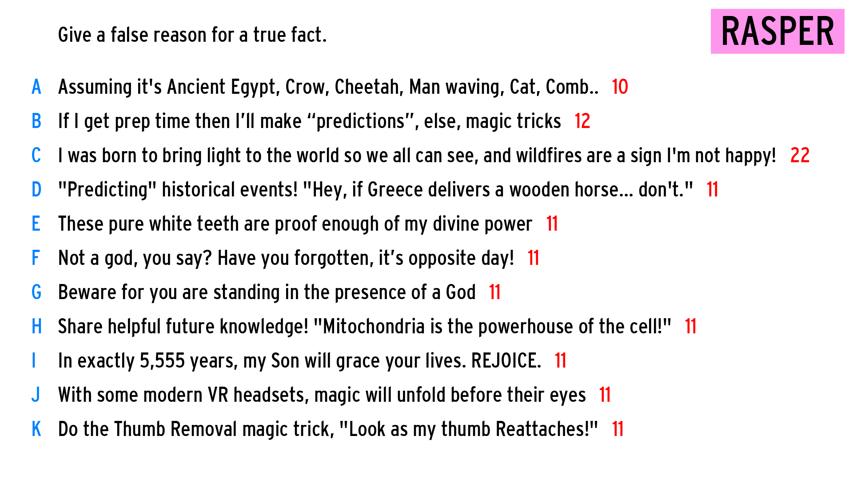 Give a false reason for a true fact.
RASPER
A Assuming it's Ancient Egypt, Crow, Cheetah, Man waving, Cat, Comb.. 10
B If I get prep time then I'll make “predictions”, else, magic tricks 12
C I was born to bring light to the world so we all can see, and wildfires are a sign I'm not happy! 22
D "Predicting" historical events! "Hey, if Greece delivers a wooden horse... don't." 11
E These pure white teeth are proof enough of my divine power 11
F Not a god, you say? Have you forgotten, it’s opposite day! 11
G Beware for you are standing in the presence of a God 11
H Share helpful future knowledge! "Mitochondria is the powerhouse of the cell!" 11
I In exactly 5,555 years, my Son will grace your lives. REJOICE. 11
J With some modern VR headsets, magic will unfold before their eyes 11
K Do the Thumb Removal magic trick, "Look as my thumb Reattaches!" 11